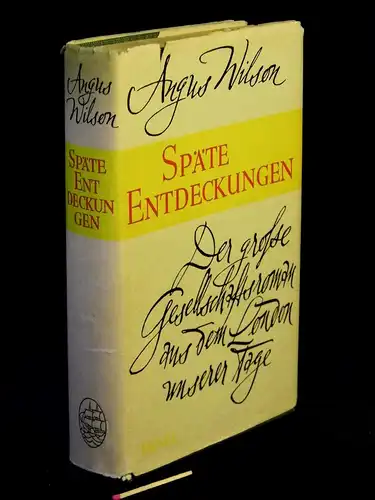 Angus
Wilson
SPÄTE
ENT
DECKUN
GEN
Angus Wilson
SPÄTE
ENTDECKUNGEN
Der große
Gesellschaftsroman
aus dem London
unserer Tage